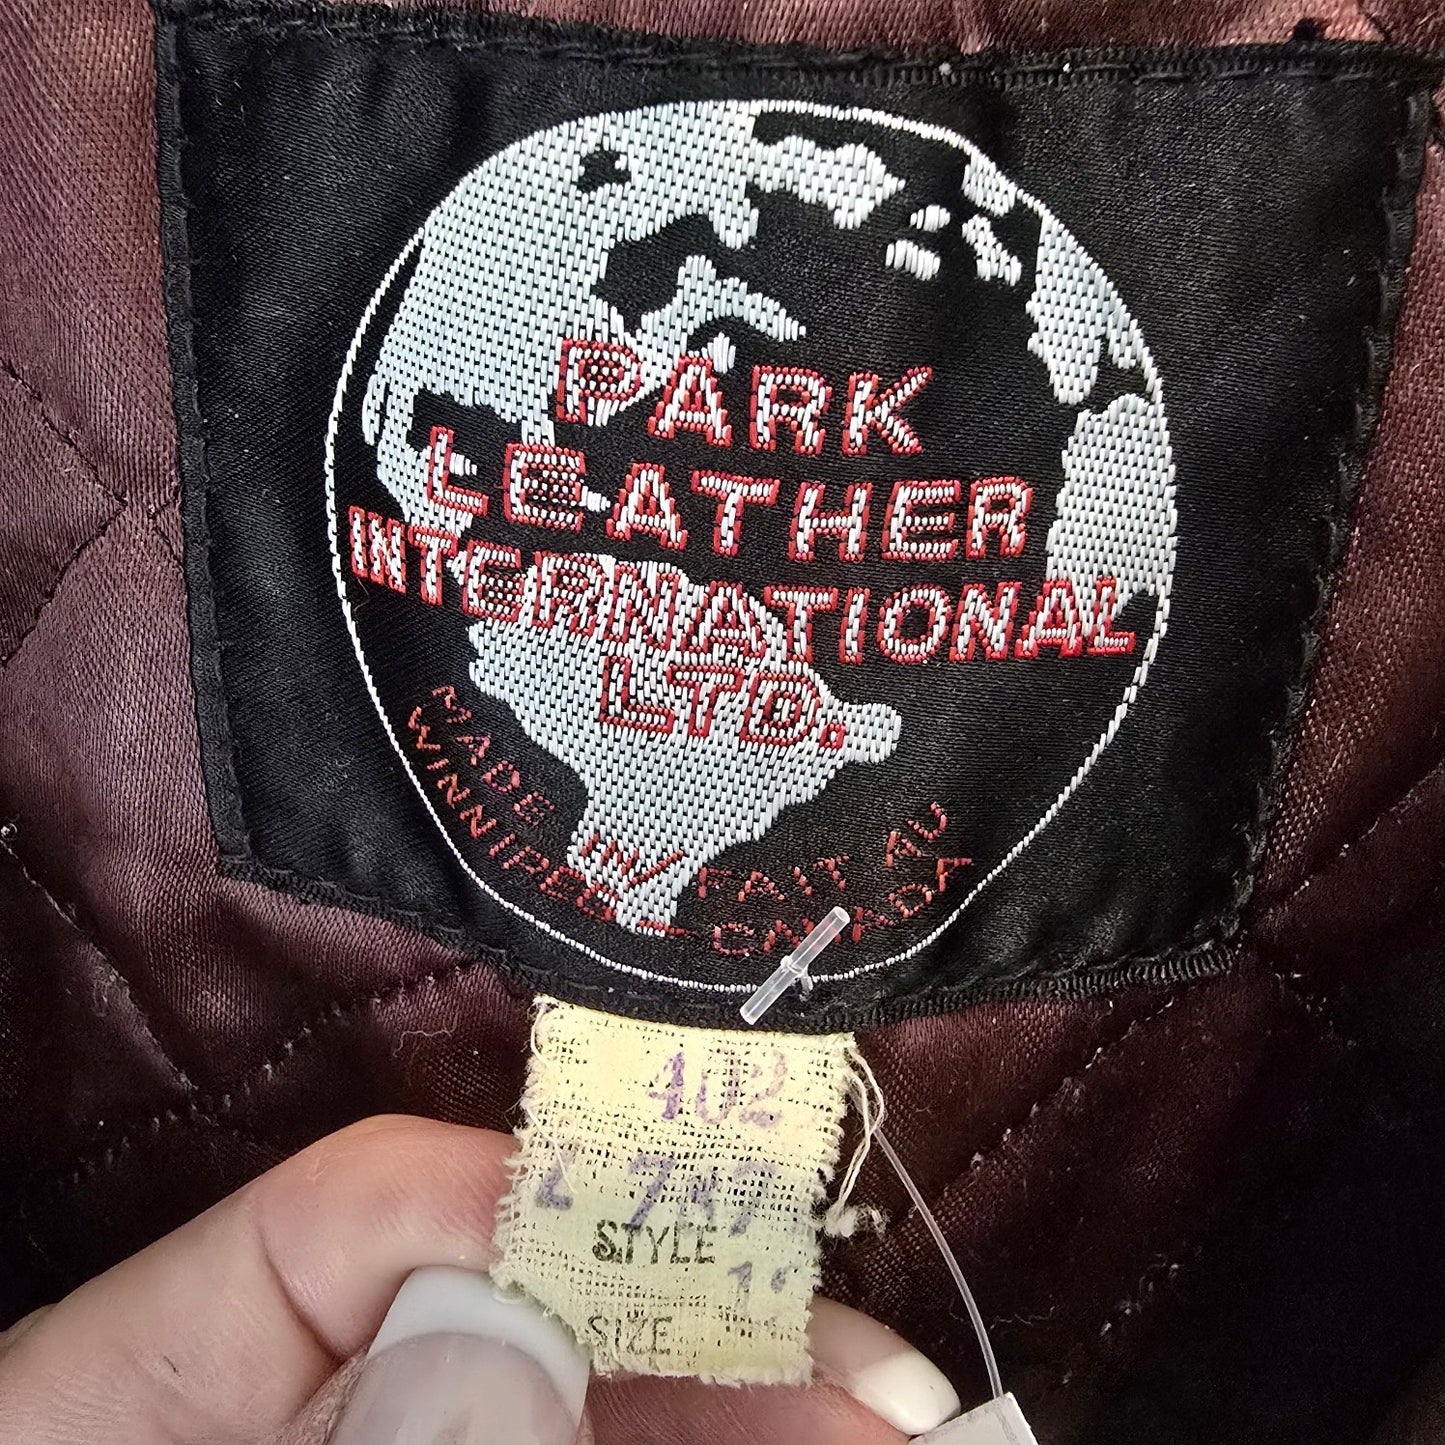 PARK
LEATHER
INTERNATIONAL
LTD.
MADE IN / FAIT AU
WINNIPEG - CANADA
402
STYLE
SIZE